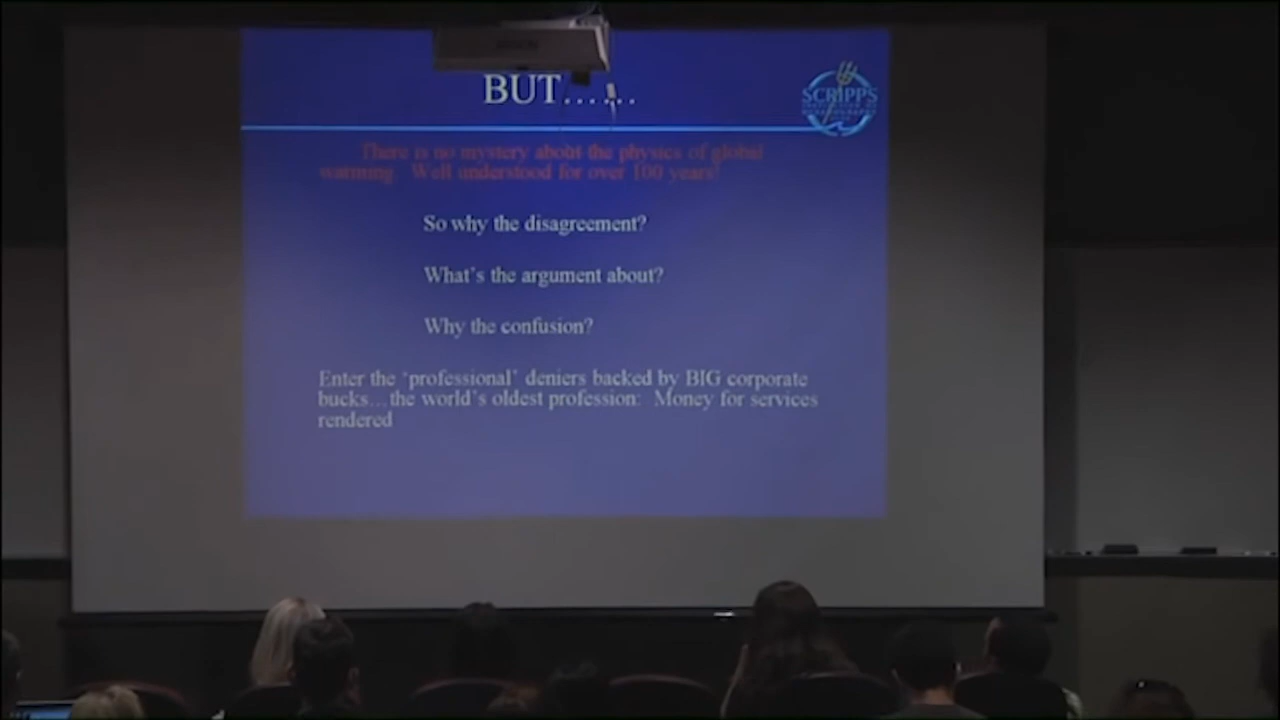 BUT......
SCRIPPS
There is no mystery about the physics of global
warming. Well understood for over 100 years!
So why the disagreement?
What's the argument about?
Why the confusion?
Enter the 'professional' deniers backed by BIG corporate
bucks...the world's oldest profession: Money for services
rendered